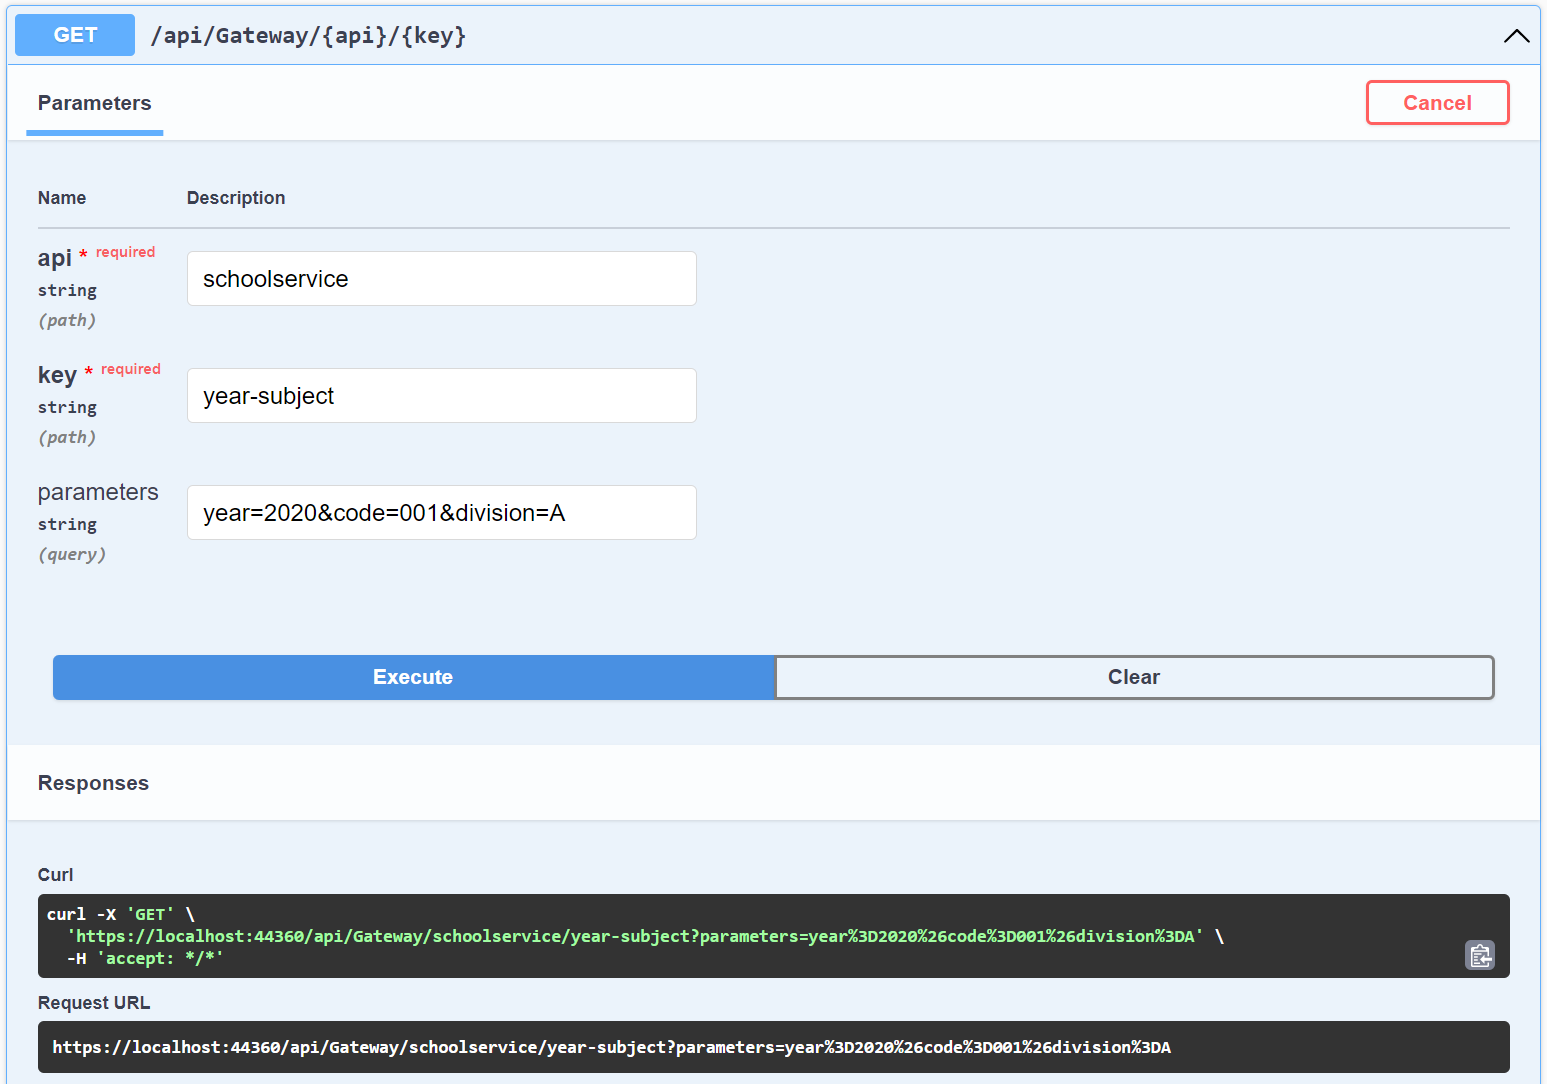 GET /api/Gateway/{api}/{key}
Parameters
Cancel
Name Description
api * required
string
(path)
schoolservice
key * required
string
(path)
year-subject
parameters
string
(query)
year=2020&code=001&division=A
Execute Clear
Responses
Curl
curl -X 'GET' \
'https://localhost:44360/api/Gateway/schoolservice/year-subject?parameters=year%3D2020%26code%3D001%26division%3DA' \
-H 'accept: */*'
Request URL
https://localhost:44360/api/Gateway/schoolservice/year-subject?parameters=year%3D2020%26code%3D001%26division%3DA